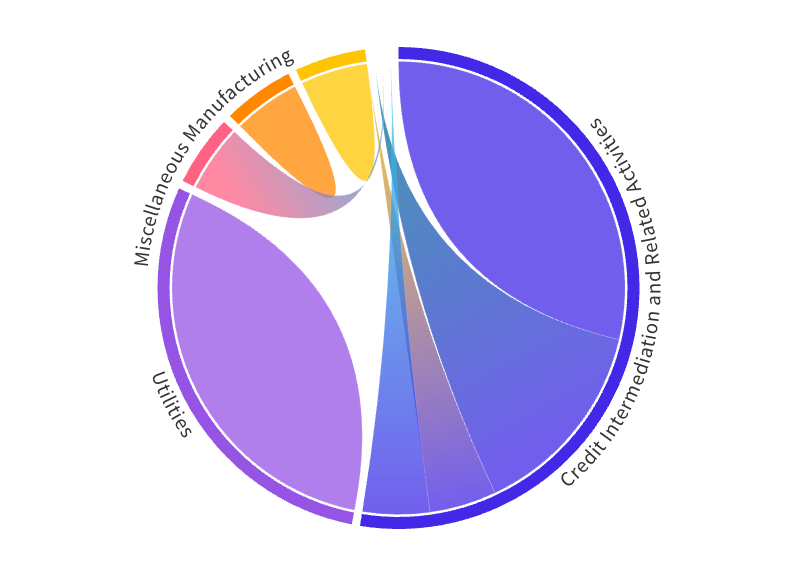 Miscellaneous Manufacturing
Credit Intermediation and Related Activities
Utilities